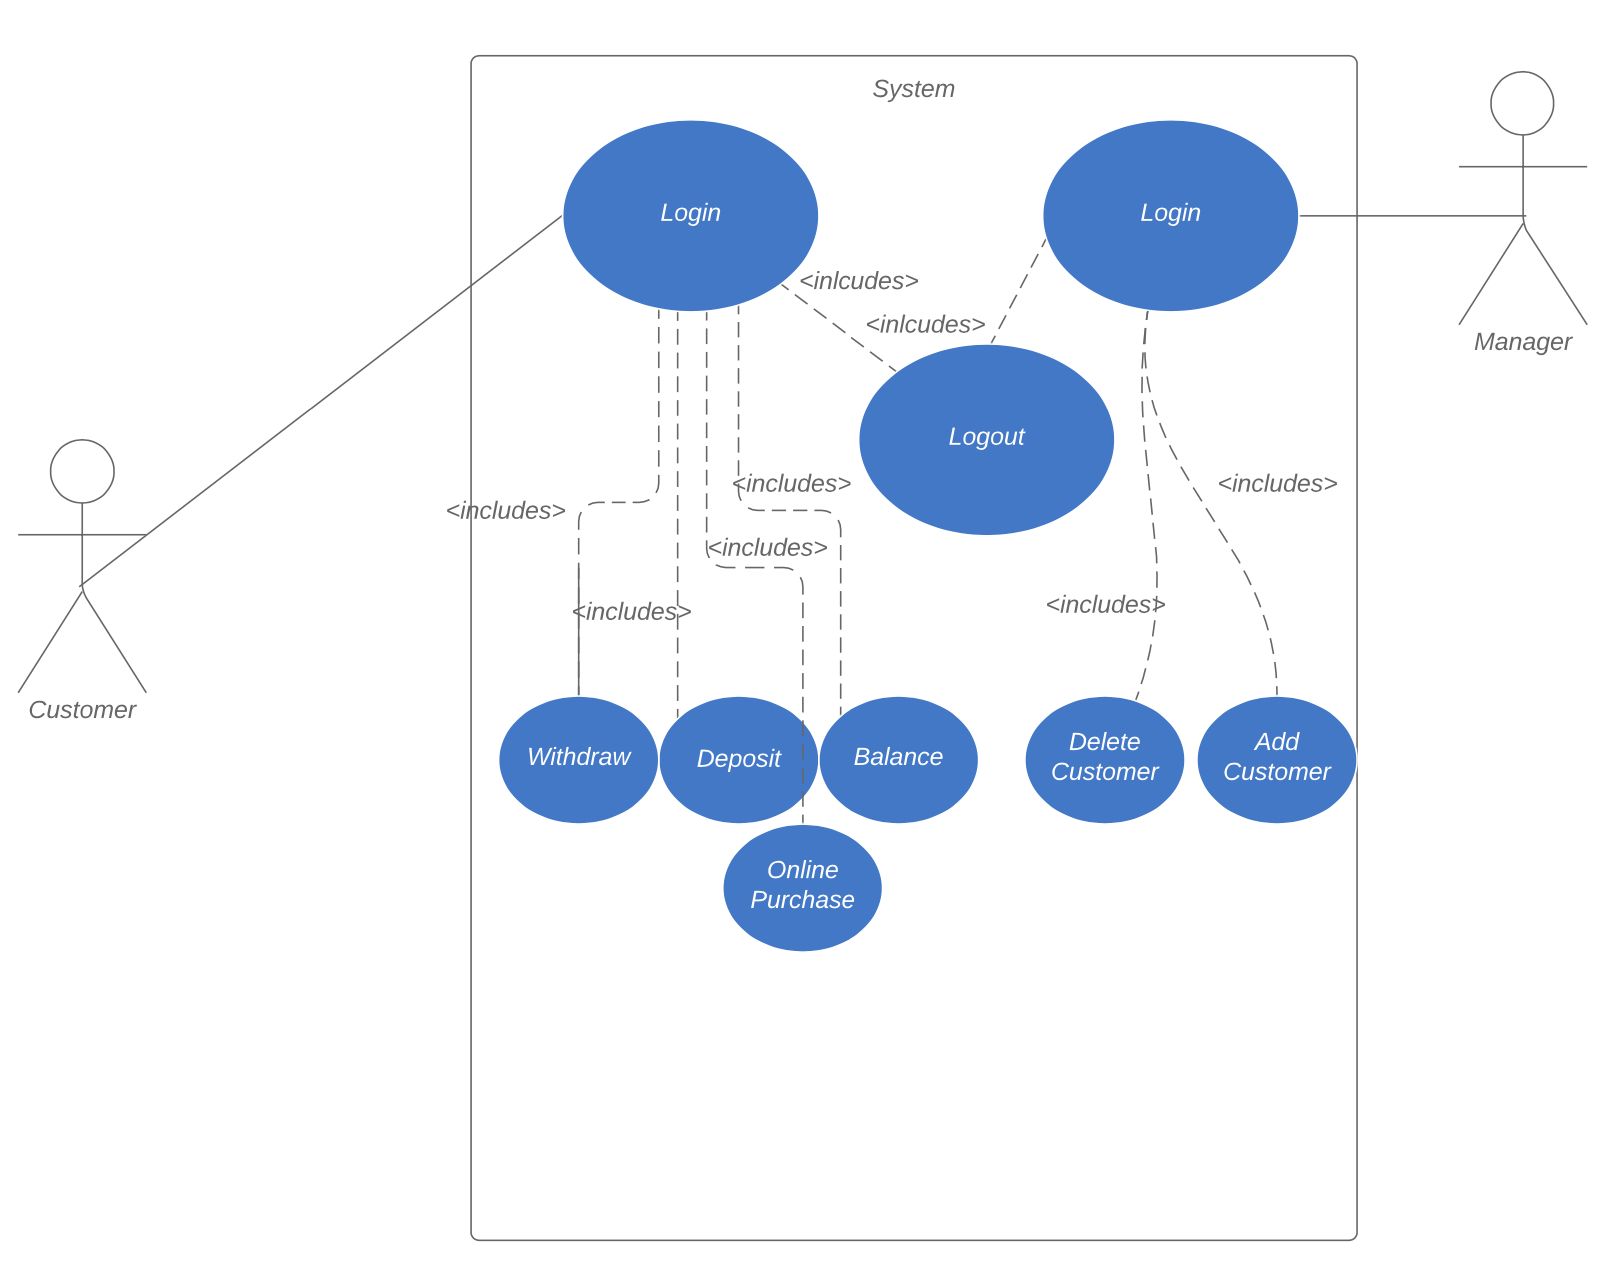 System
Login
Login
<inlcudes>
<inlcudes>
Manager
Logout
<includes>
<includes>
<includes>
<includes>
<includes>
<includes>
Customer
Withdraw
Deposit
Balance
Delete
Customer
Add
Customer
Online
Purchase